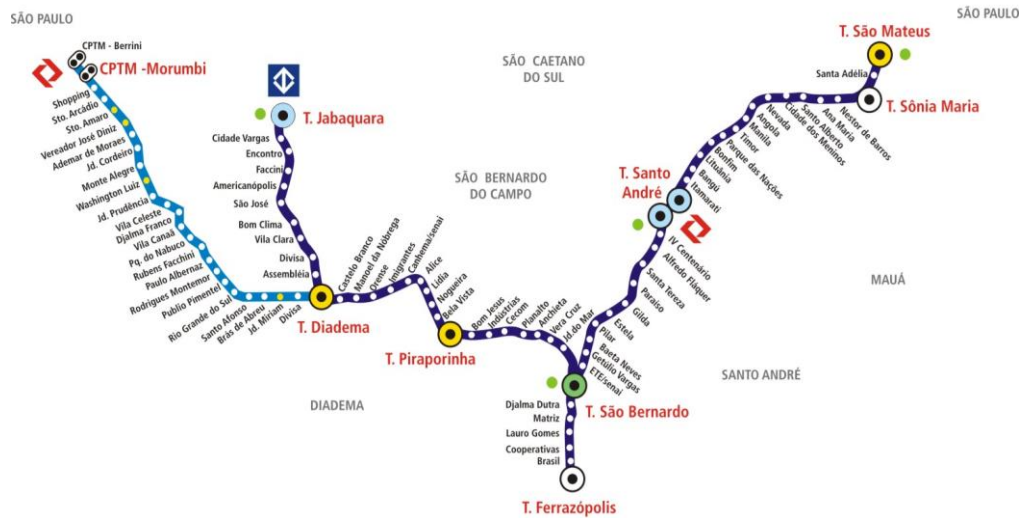 SÃO PAULO
CPTM - Berrini
CPTM -Morumbi
Shopping
Sto. Arcádio
Sto. Amaro
Vereador José Diniz
Ademar de Moraes
Jd. Cordeiro
Monte Alegre
Washington Luiz
Jd. Prudência
Vila Celeste
Djalma Franco
Vila Canaã
Pq. do Nabuco
Rubens Facchini
Paulo Albernaz
Rodrigues Montemor
Publio Pimentel
Rio Grande do Sul
Santo Afonso
Brás de Abreu
Jd. Miriam
Divisa
T. Jabaquara
Cidade Vargas
Encontro
Faccini
Americanópolis
São José
Bom Clima
Vila Clara
Divisa
Assembléia
T. Diadema
Castelo Branco
Manoel da Nóbrega
Orense
Imigrantes
Canhema/senai
Alice
Lídia
Nogueira
Bela Vista
T. Piraporinha
Bom Jesus
Indústrias
Cecom
Planalto
Anchieta
Vera Cruz
Jd do Mar
T. São Bernardo
Djalma Dutra
Matriz
Lauro Gomes
Cooperativas
Brasil
T. Ferrazópolis
ETE/senai
Getúlio Vargas
Baeta Neves
Pilar
Estela
Gilda
Paraíso
Santa Tereza
Alfredo Fláquer
IV Centenário
T. Santo
André
Itamarati
Bangú
Lituânia
Bonfim
Parque das Nações
Timor
Manila
Angola
Nevada
Cidade dos Meninos
Santo Alberto
Ana Maria
Nestor de Barros
T. Sônia Maria
Santa Adélia
T. São Mateus
SÃO PAULO
SÃO CAETANO
DO SUL
SÃO BERNARDO
DO CAMPO
MAUÁ
SANTO ANDRÉ
DIADEMA